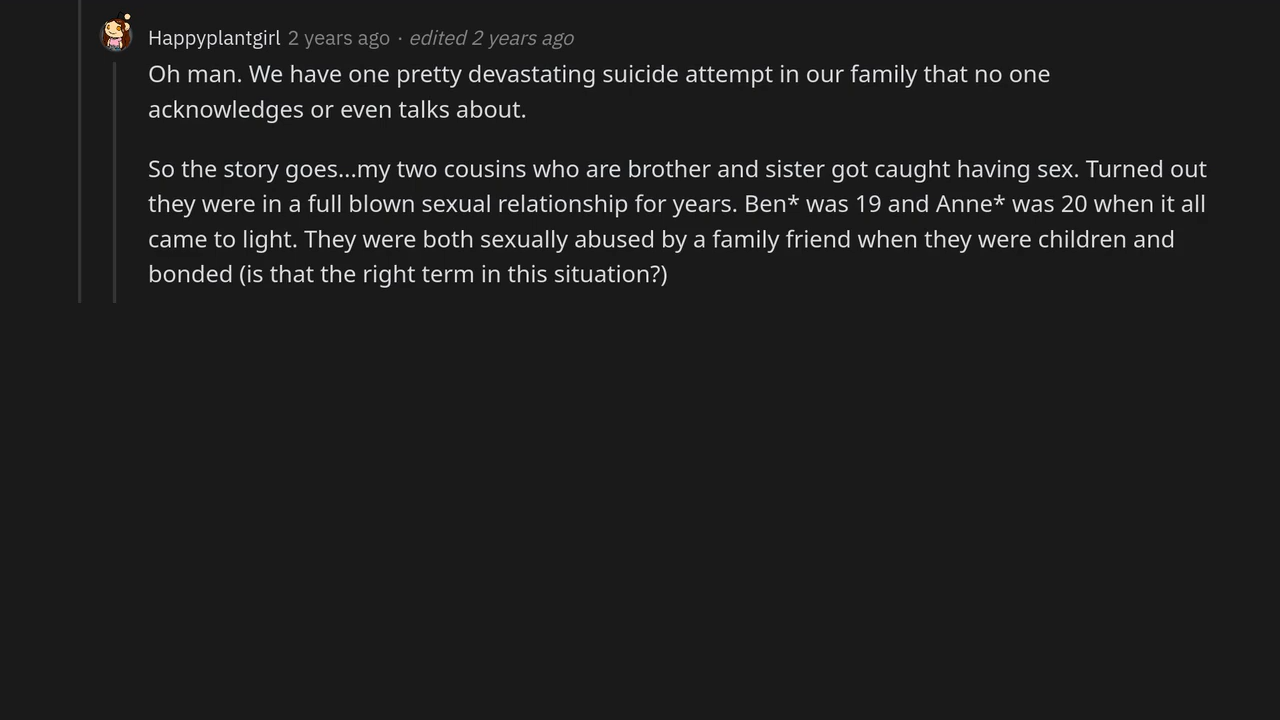 Happyplantgirl 2 years ago · edited 2 years ago
Oh man. We have one pretty devastating suicide attempt in our family that no one
acknowledges or even talks about.
So the story goes...my two cousins who are brother and sister got caught having sex. Turned out
they were in a full blown sexual relationship for years. Ben* was 19 and Anne* was 20 when it all
came to light. They were both sexually abused by a family friend when they were children and
bonded (is that the right term in this situation?)